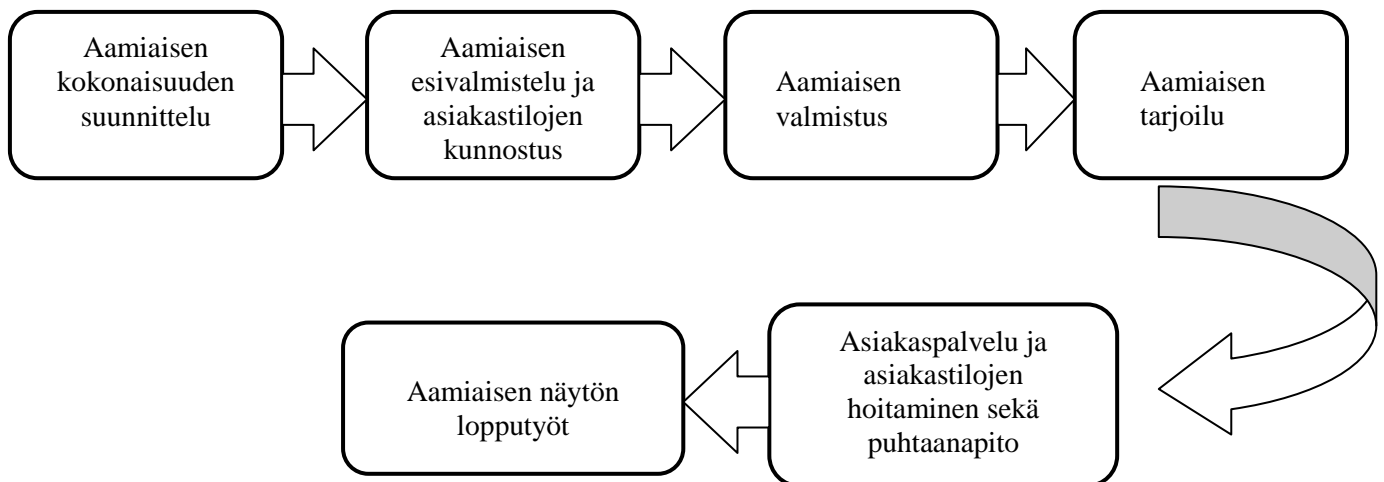 Aamiaisen
kokonaisuuden
suunnittelu
Aamiaisen
esivalmistelu ja
asiakastilojen
kunnostus
Aamiaisen
valmistus
Aamiaisen
tarjoilu
Asiakaspalvelu ja
asiakastilojen
hoitaminen sekä
puhtaanapito
Aamiaisen näytön
lopputyöt